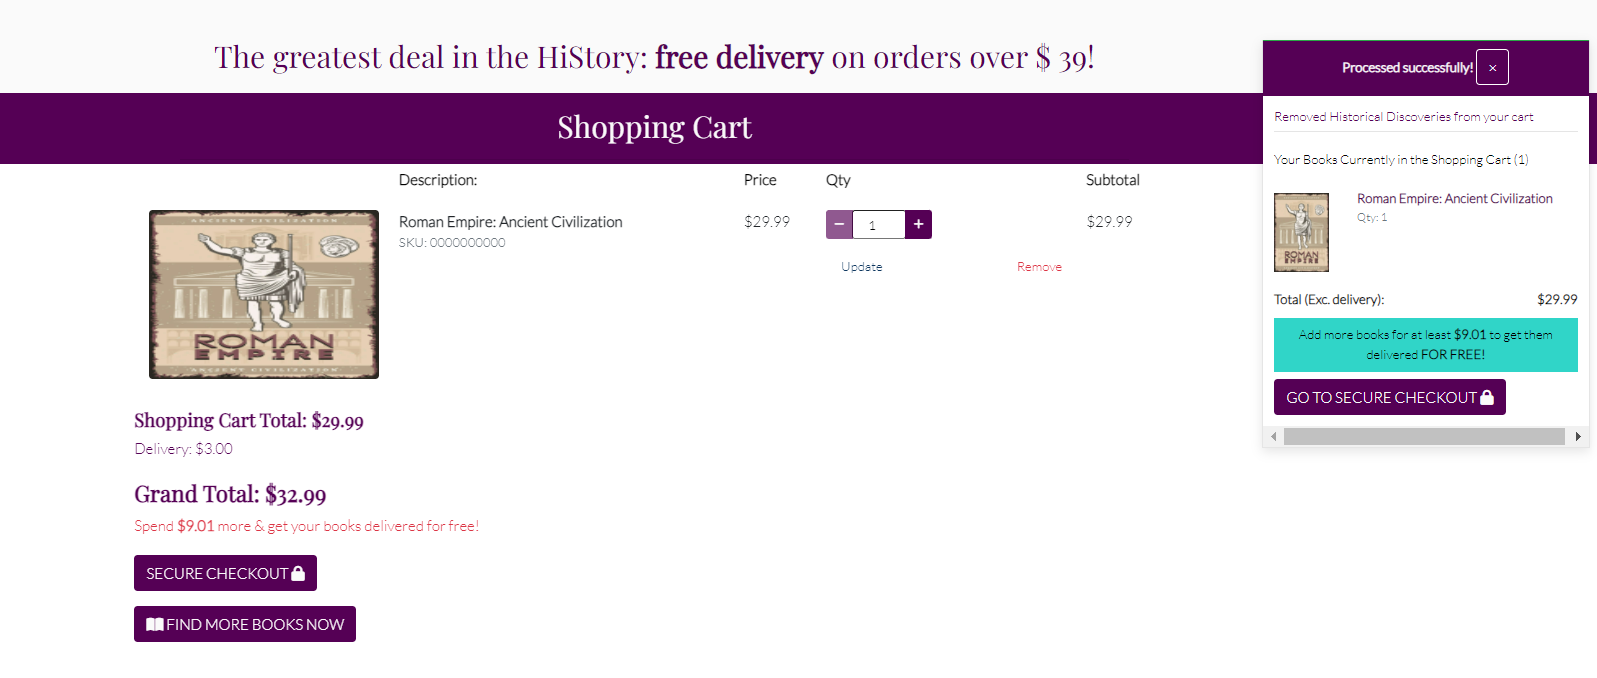 The greatest deal in the HiStory: free delivery on orders over $ 39!
Shopping Cart
Description:
Price
Qty
Subtotal
ANCIENT CIVILIZATION
ROMAN
EMPIRE
ANCIENT CIVILIZATION
Roman Empire: Ancient Civilization
SKU: 0000000000
$29.99
− 1 +
$29.99
Update
Remove
Shopping Cart Total: $29.99
Delivery: $3.00
Grand Total: $32.99
Spend $9.01 more & get your books delivered for free!
SECURE CHECKOUT
FIND MORE BOOKS NOW
Processed successfully! ×
Removed Historical Discoveries from your cart
Your Books Currently in the Shopping Cart (1)
ROMAN
EMPIRE
Roman Empire: Ancient Civilization
Qty: 1
Total (Exc. delivery):
$29.99
Add more books for at least $9.01 to get them
delivered FOR FREE!
GO TO SECURE CHECKOUT